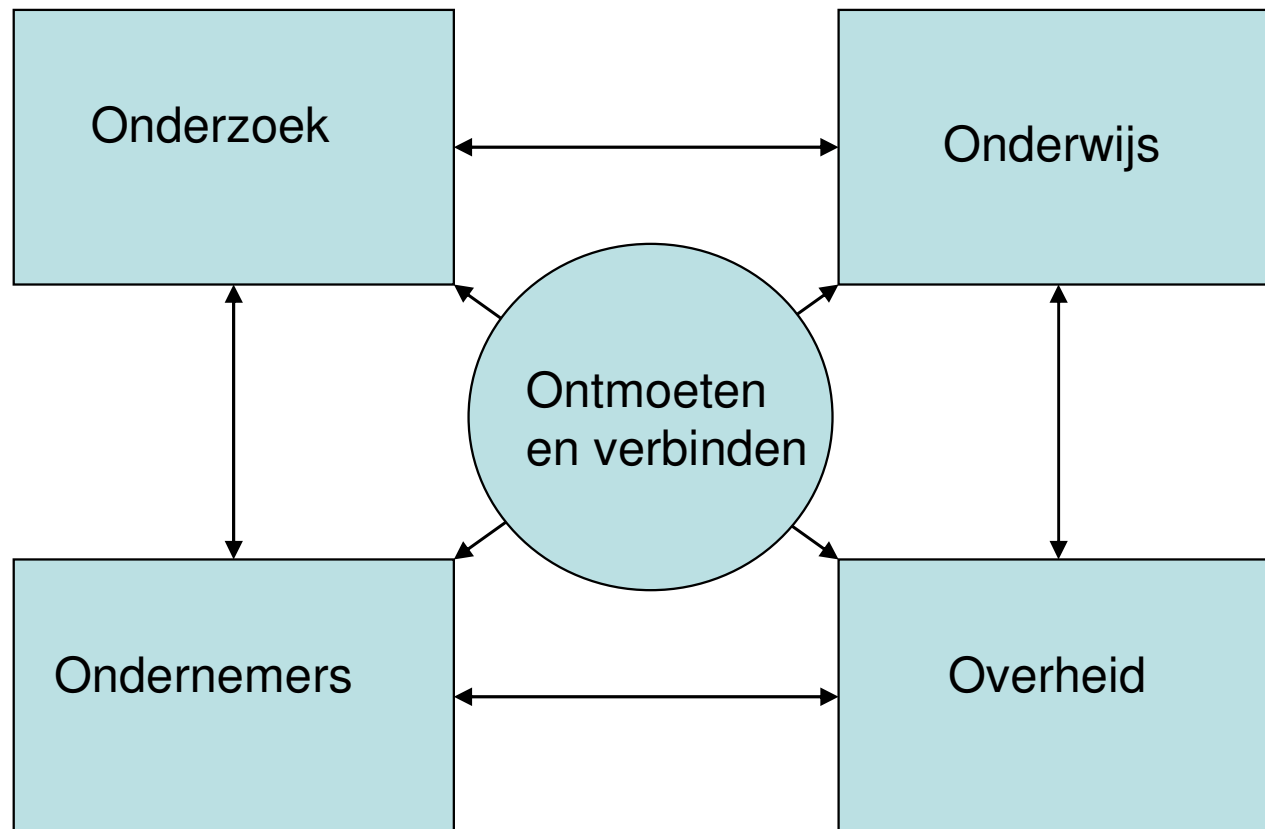 Onderzoek
Onderwijs
Ontmoeten
en verbinden
Ondernemers
Overheid